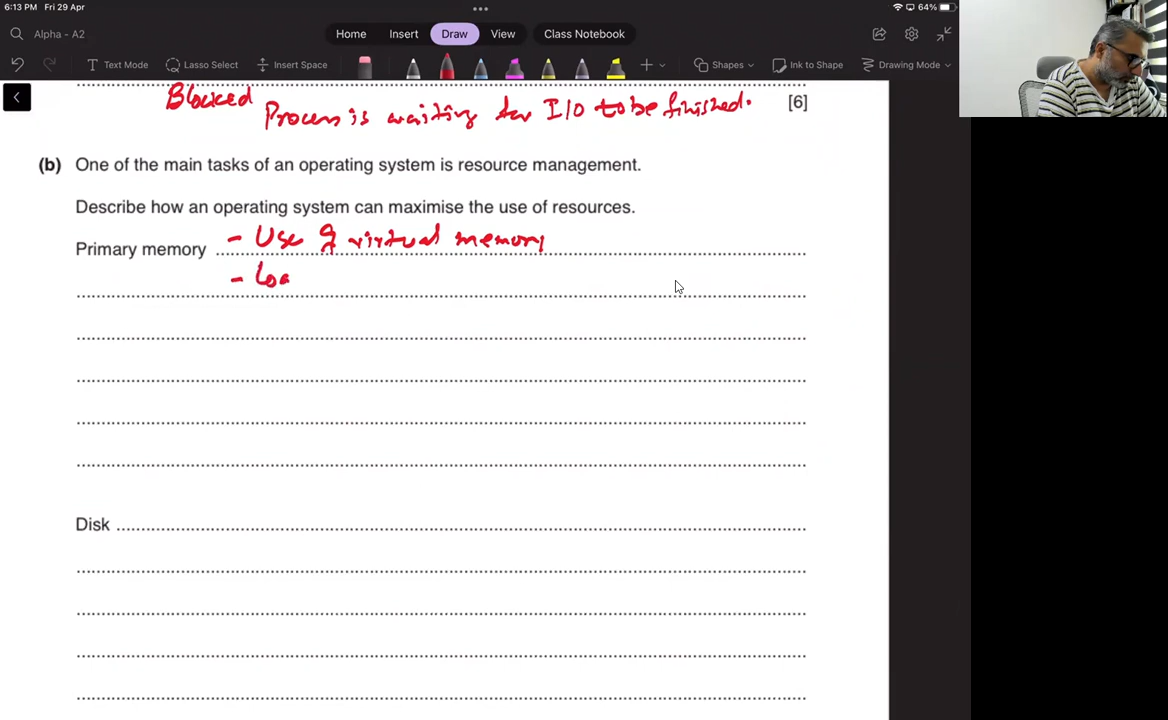 6:13 PM Fri 29 Apr
64%
Alpha - A2
Home Insert Draw View Class Notebook
Text Mode Lasso Select Insert Space Shapes Ink to Shape Drawing Mode
Blocked Process is waiting for I/O to be finished. [6]
(b) One of the main tasks of an operating system is resource management.
Describe how an operating system can maximise the use of resources.
Primary memory - Use of virtual memory
- Loa
Disk